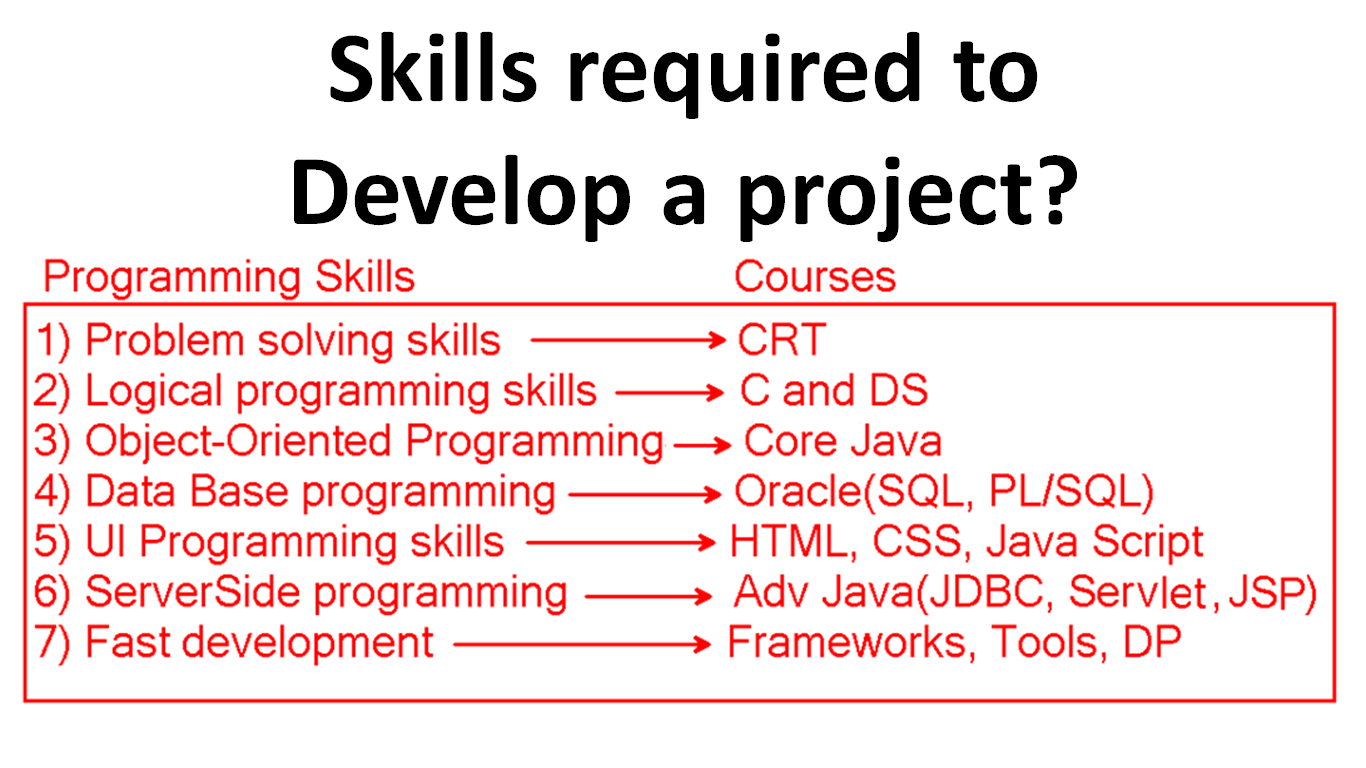 Skills required to
Develop a project?
Programming Skills Courses
1) Problem solving skills CRT
2) Logical programming skills C and DS
3) Object-Oriented Programming Core Java
4) Data Base programming Oracle(SQL, PL/SQL)
5) UI Programming skills HTML, CSS, Java Script
6) ServerSide programming Adv Java(JDBC, Servlet, JSP)
7) Fast development Frameworks, Tools, DP